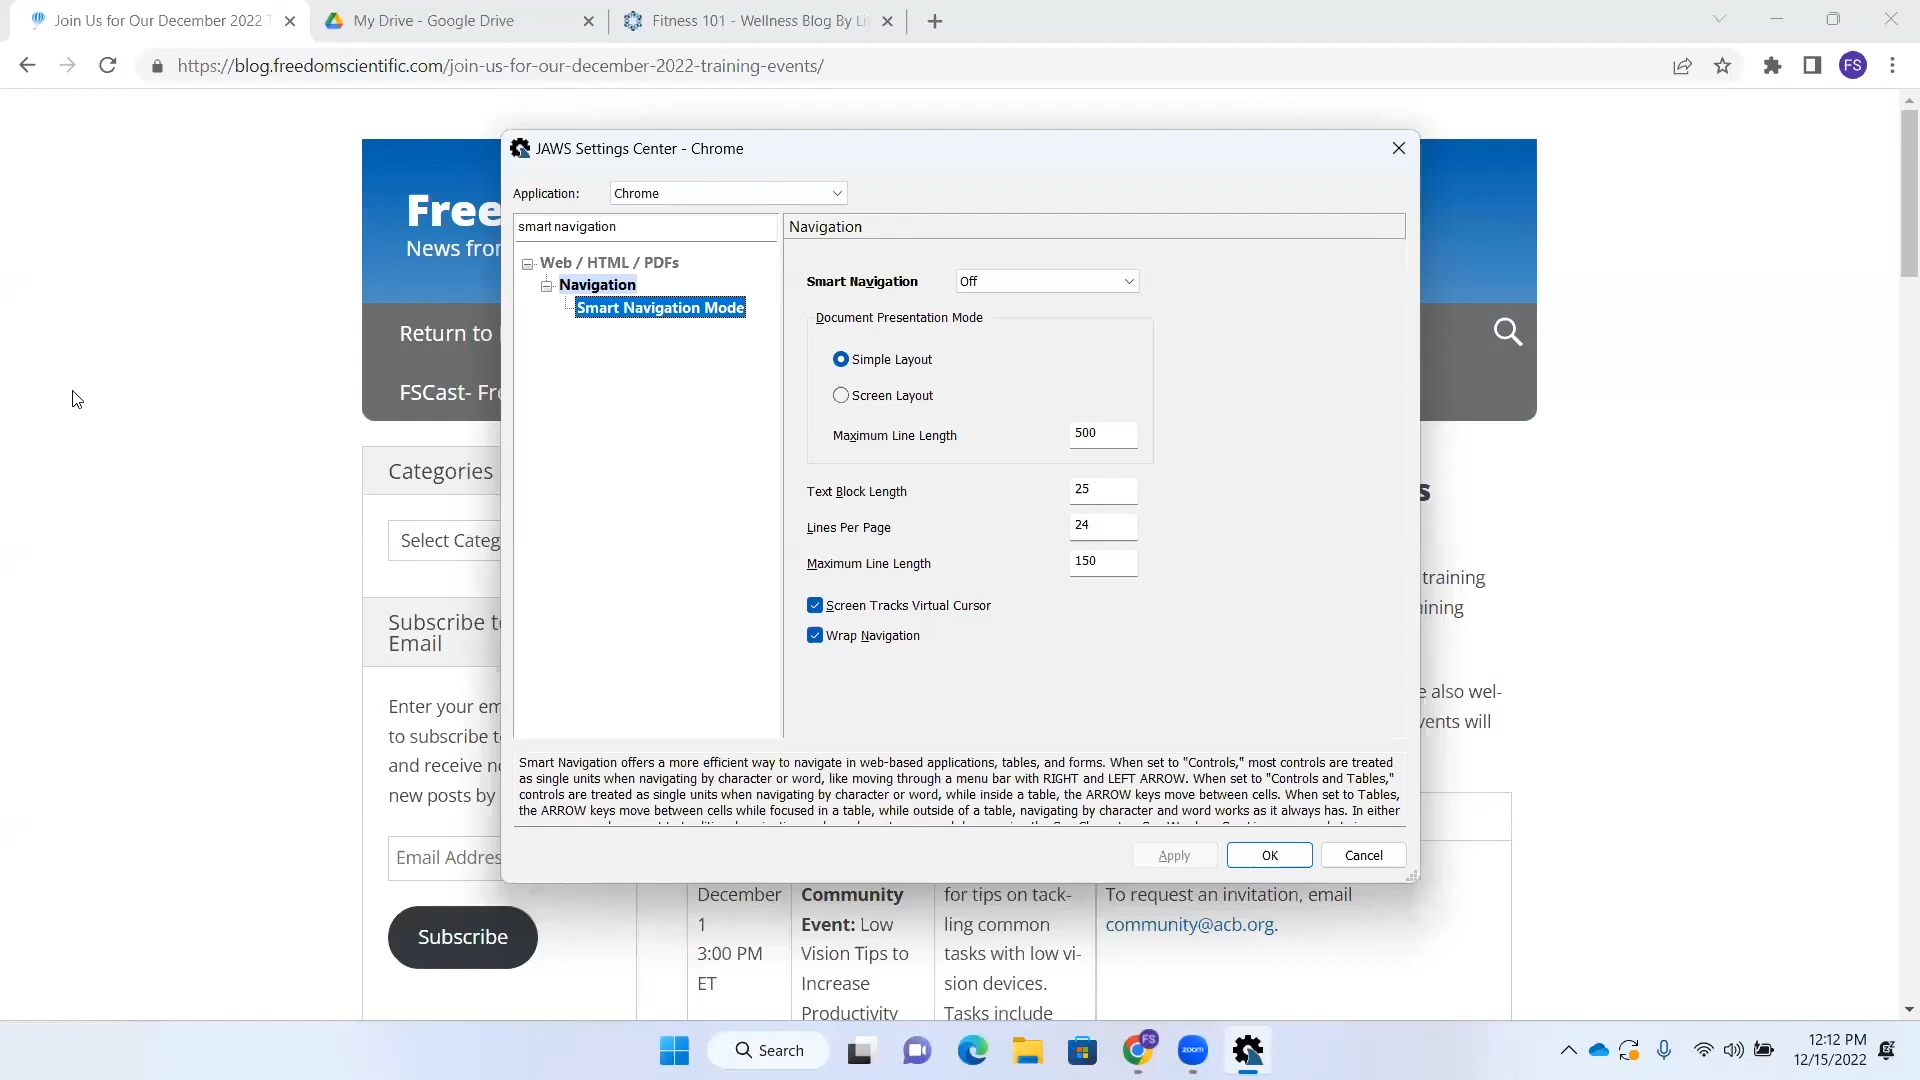 Join Us for Our December 2022
My Drive - Google Drive
Fitness 101 - Wellness Blog By
https://blog.freedomscientific.com/join-us-for-our-december-2022-training-events/
FS
Free
News from
Return to
FSCast- Fre
Categories
Select Categ
Subscribe to
Email
Enter your em
to subscribe t
and receive no
new posts by
Email Addres
Subscribe
JAWS Settings Center - Chrome
Application:
Chrome
smart navigation
Web / HTML / PDFs
Navigation
Smart Navigation Mode
Navigation
Smart Navigation
Off
Document Presentation Mode
Simple Layout
Screen Layout
Maximum Line Length
500
Text Block Length
25
Lines Per Page
24
Maximum Line Length
150
Screen Tracks Virtual Cursor
Wrap Navigation
Smart Navigation offers a more efficient way to navigate in web-based applications, tables, and forms. When set to "Controls," most controls are treated
as single units when navigating by character or word, like moving through a menu bar with RIGHT and LEFT ARROW. When set to "Controls and Tables,"
controls are treated as single units when navigating by character or word, while inside a table, the ARROW keys move between cells. When set to Tables,
the ARROW keys move between cells while focused in a table, while outside of a table, navigating by character and word works as it always has. In either
Apply
OK
Cancel
s
training
ining
e also wel-
vents will
December
1
3:00 PM
ET
Community
Event: Low
Vision Tips to
Increase
Productivity
for tips on tack-
ling common
tasks with low vi-
sion devices.
Tasks include
To request an invitation, email
community@acb.org.
Search
FS
zoom
12:12 PM
12/15/2022